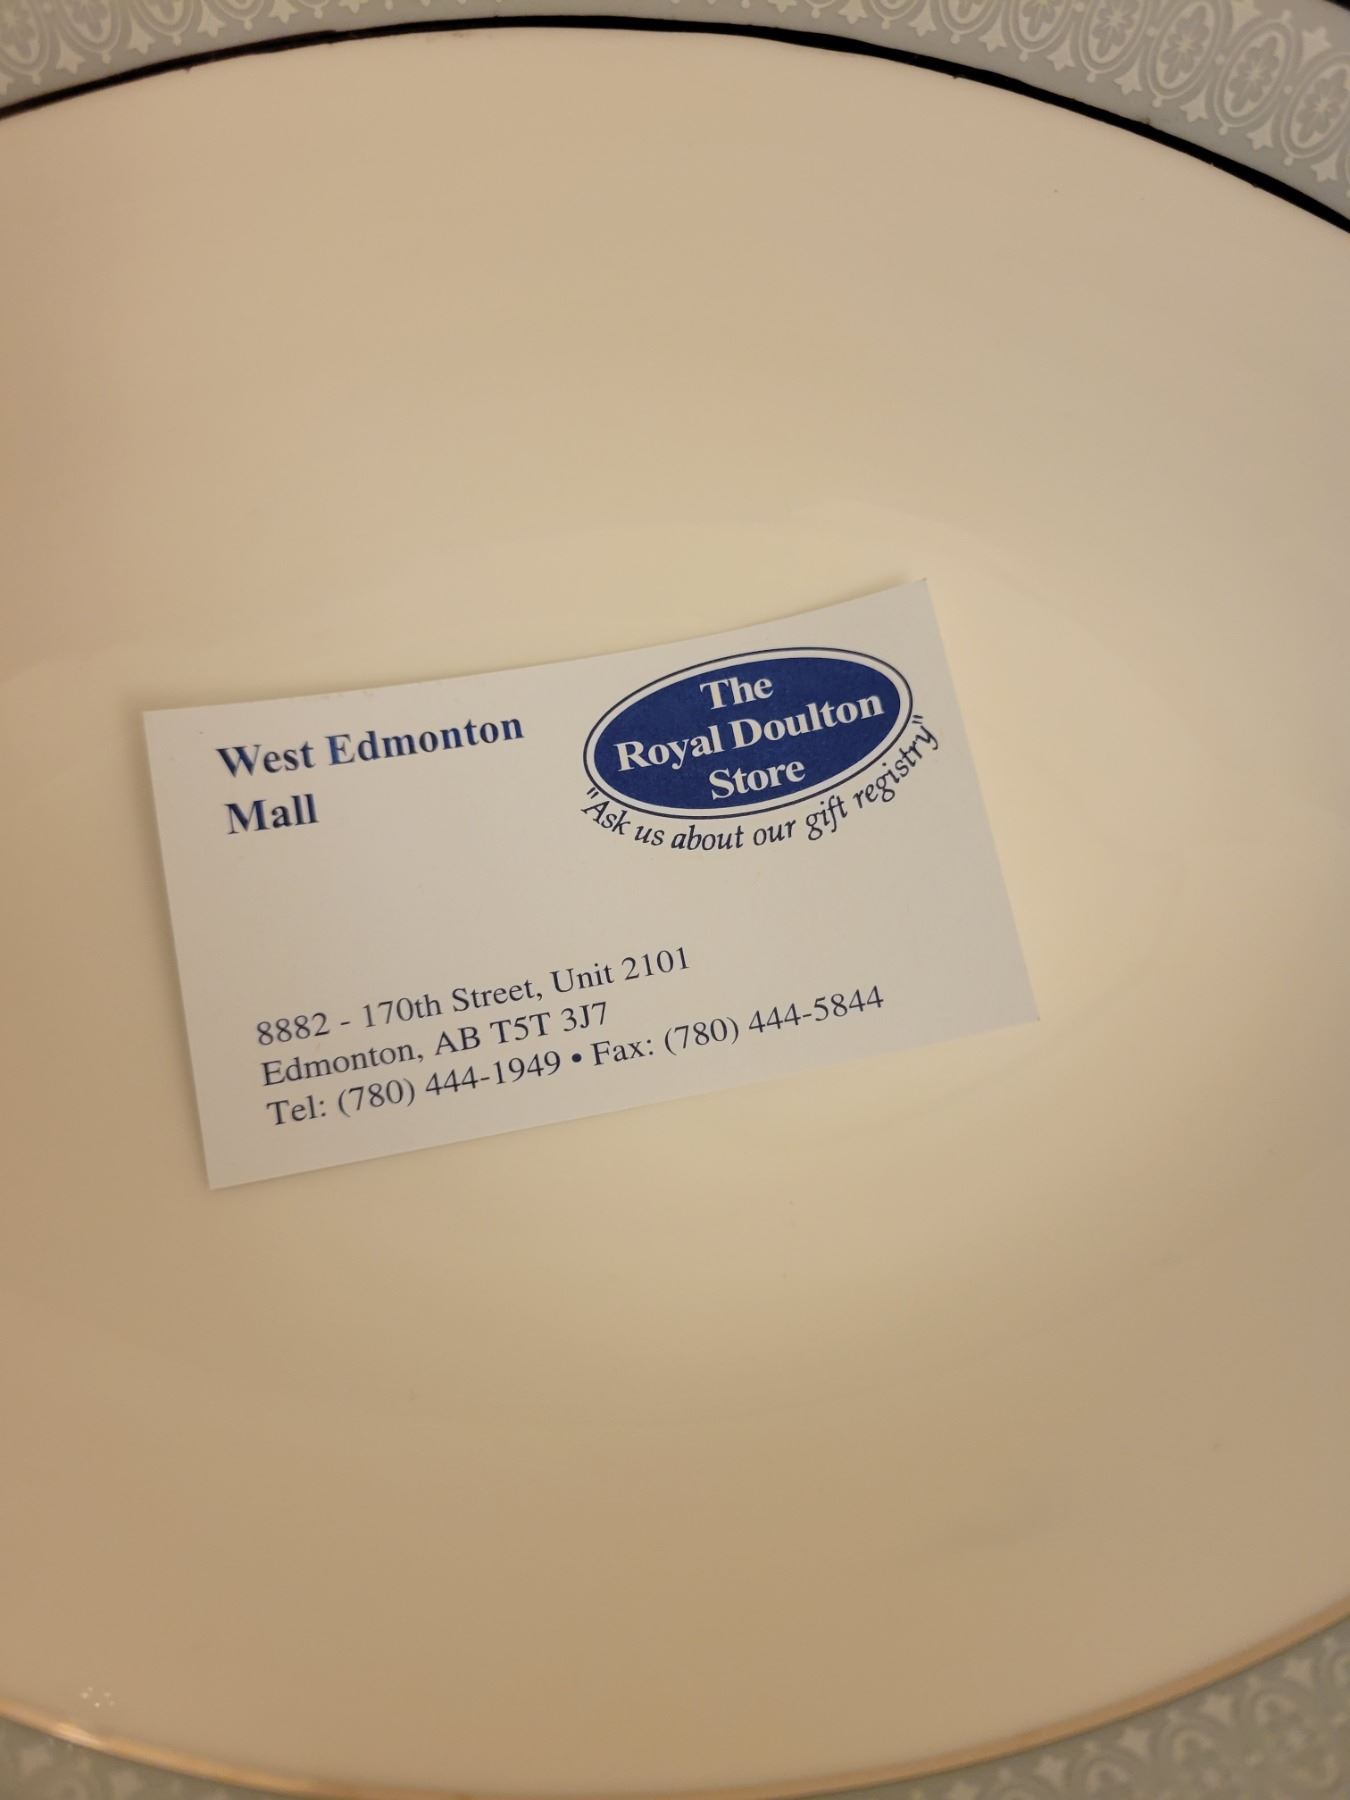 West Edmonton
Mall
The
Royal Doulton
Store
"Ask us about our gift registry"
8882 - 170th Street, Unit 2101
Edmonton, AB T5T 3J7
Tel: (780) 444-1949 • Fax: (780) 444-5844